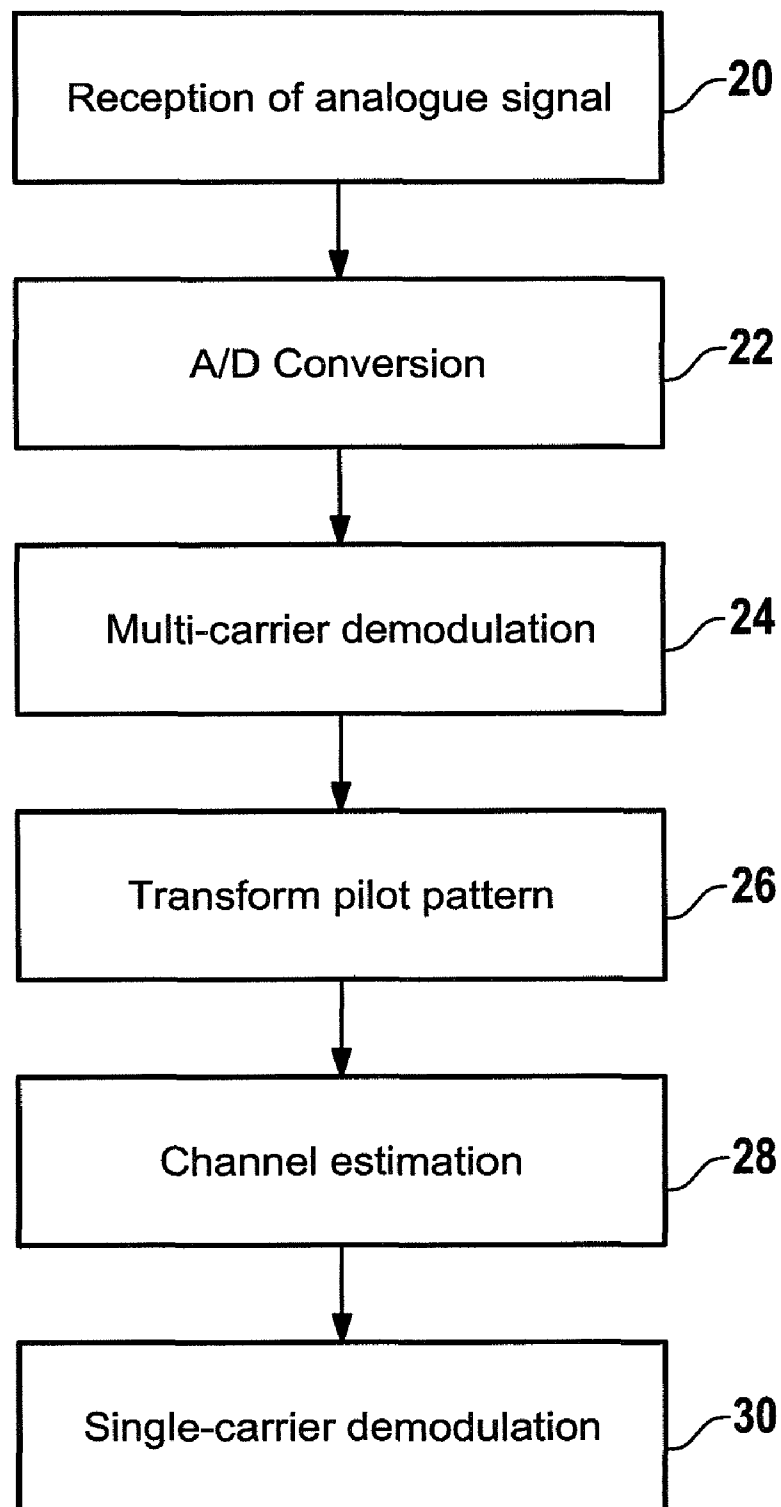 Reception of analogue signal
20
A/D Conversion
22
Multi-carrier demodulation
24
Transform pilot pattern
26
Channel estimation
28
Single-carrier demodulation
30